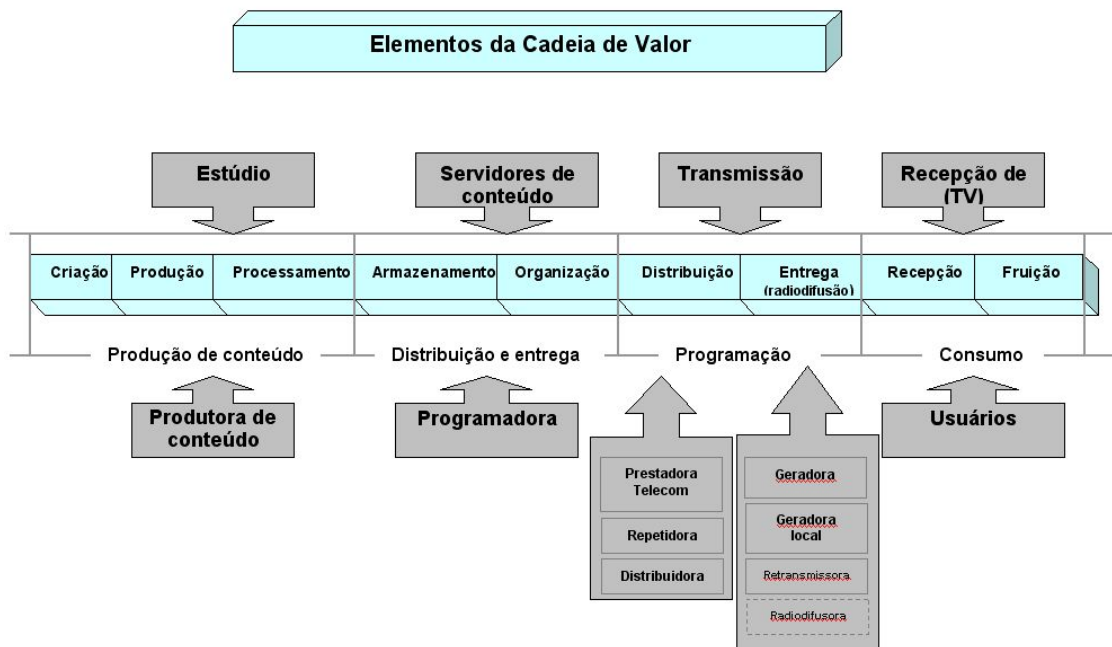 Elementos da Cadeia de Valor
Estúdio
Servidores de
conteúdo
Transmissão
Recepção de
(TV)
Criação
Produção
Processamento
Armazenamento
Organização
Distribuição
Entrega
(radiodifusão)
Recepção
Fruição
Produção de conteúdo
Distribuição e entrega
Programação
Consumo
Produtora de
conteúdo
Programadora
Usuários
Prestadora
Telecom
Repetidora
Distribuidora
Geradora
Geradora
local
Retransmissora
Radiodifusora